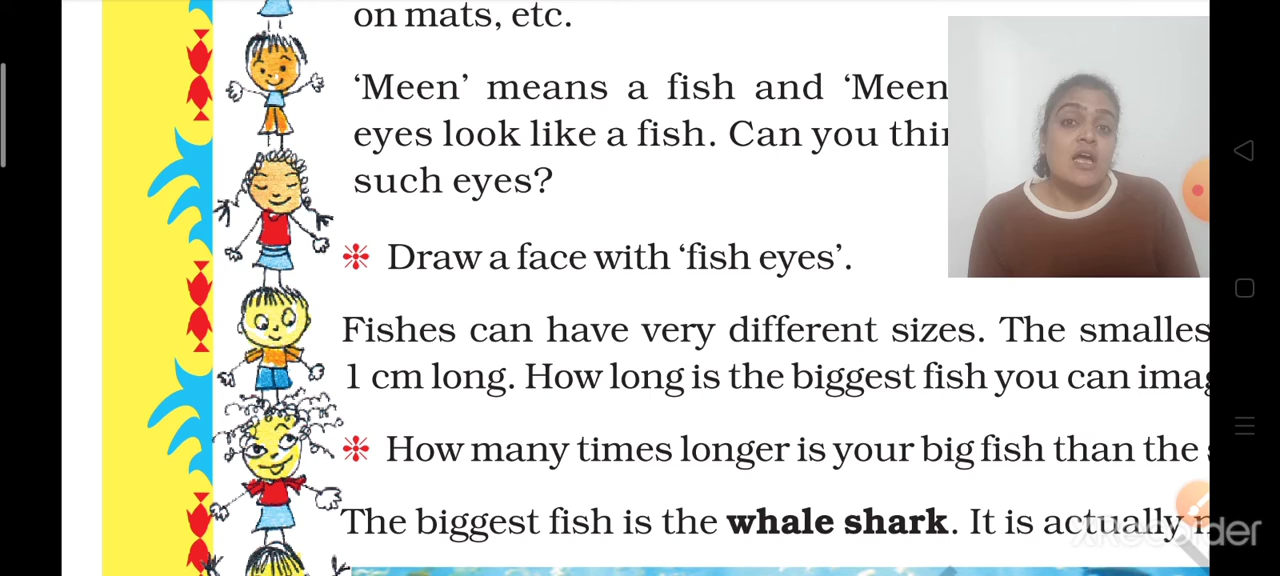 on mats, etc.
‘Meen’ means a fish and ‘Meen
eyes look like a fish. Can you
such eyes?
Draw a face with ‘fish eyes’.
Fishes can have very different sizes. The
1 cm long. How long is the biggest fish you can
How many times longer is your big fish than the
The biggest fish is the whale shark. It is actually
XRecorder